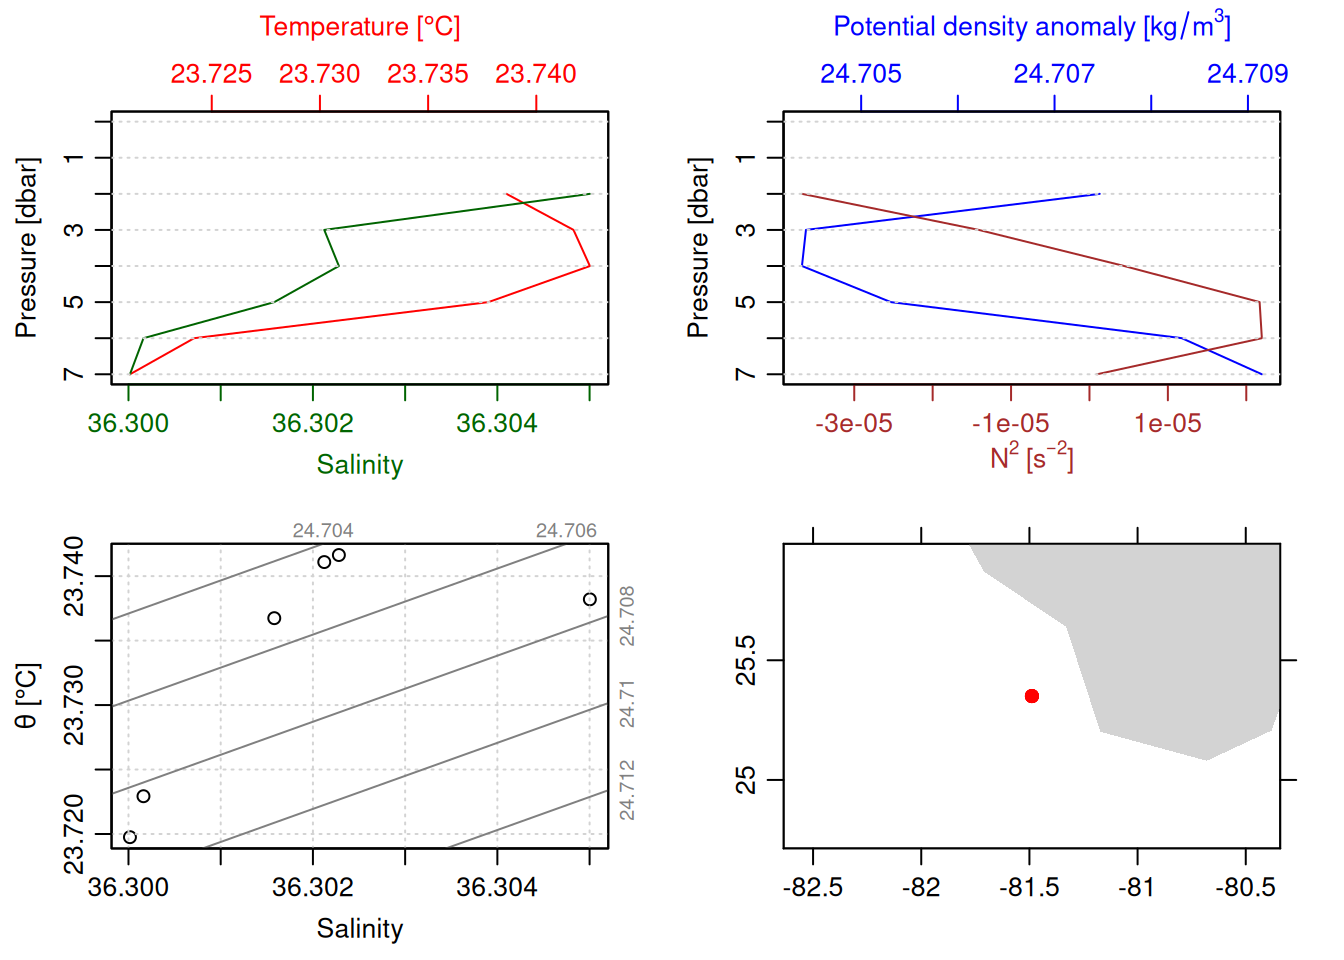 Temperature [°C]
23.725 23.730 23.735 23.740
Pressure [dbar]
1
3
5
7
36.300 36.302 36.304
Salinity
Potential density anomaly [kg/m³]
24.705 24.707 24.709
Pressure [dbar]
1
3
5
7
-3e-05 -1e-05 1e-05
N² [s⁻²]
24.704 24.706
θ [°C]
23.740
23.730
23.720
24.708
24.71
24.712
36.300 36.302 36.304
Salinity
25.5
25
-82.5 -82 -81.5 -81 -80.5